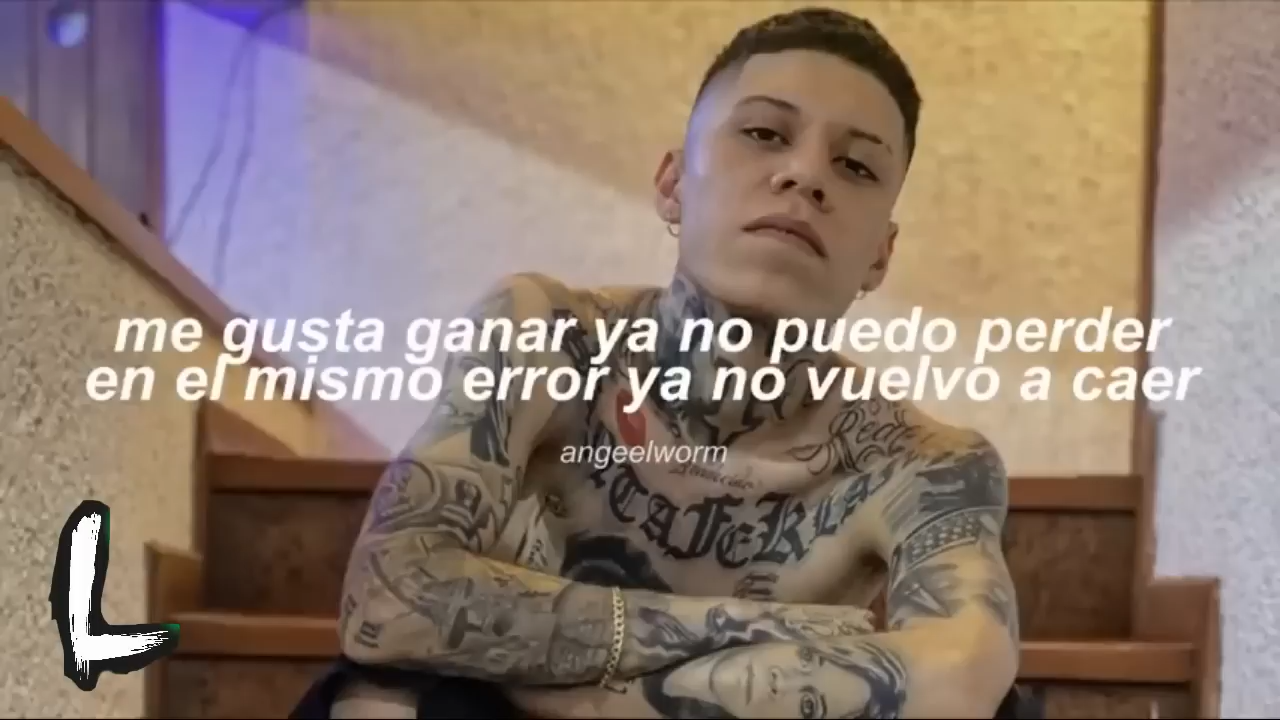 me gusta ganar ya no puedo perder
en el mismo error ya no vuelvo a caer
angeelworm
L